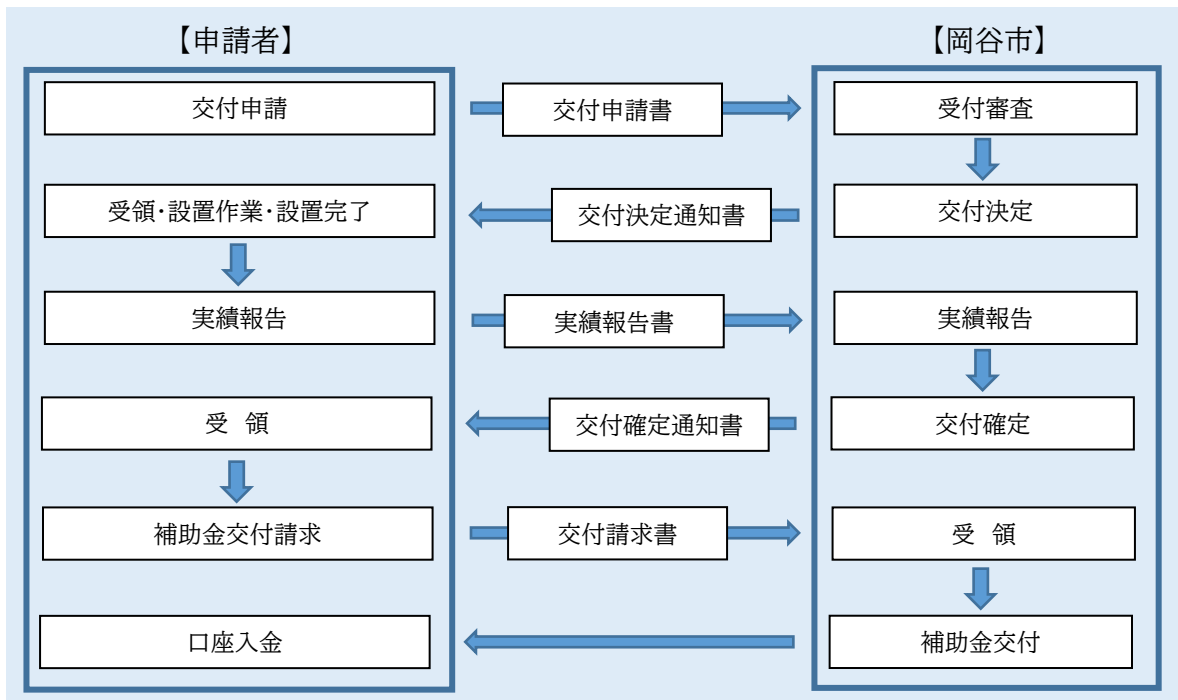 【申請者】
【岡谷市】
交付申請
交付申請書
受付審査
受領・設置作業・設置完了
交付決定通知書
交付決定
実績報告
実績報告書
実績報告
受 領
交付確定通知書
交付確定
補助金交付請求
交付請求書
受 領
口座入金
補助金交付